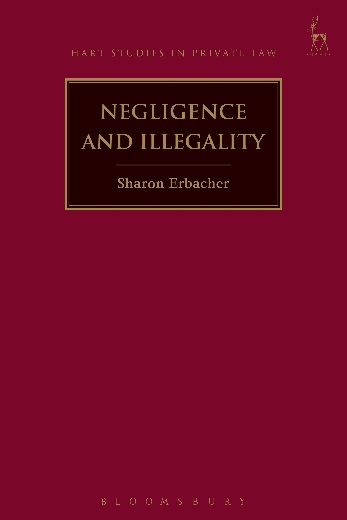 HART STUDIES IN PRIVATE LAW
NEGLIGENCE
AND ILLEGALITY
Sharon Erbacher
BLOOMSBURY